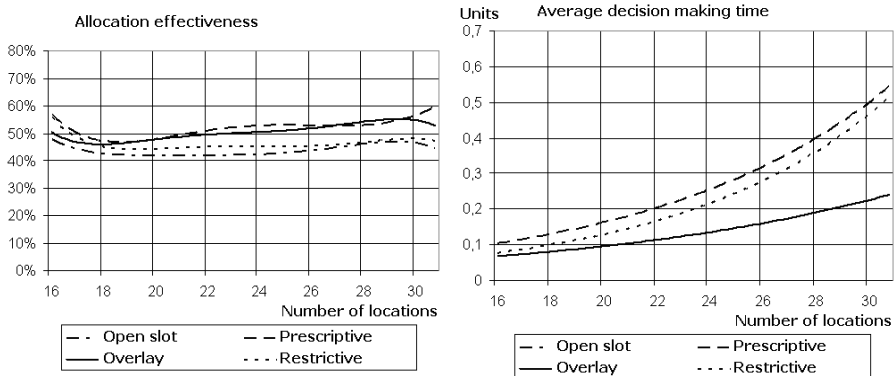 Allocation effectiveness
80%
70%
60%
50%
40%
30%
20%
10%
0%
16 18 20 22 24 26 28 30
Number of locations
Open slot Prescriptive
Overlay Restrictive
Units Average decision making time
0,7
0,6
0,5
0,4
0,3
0,2
0,1
0
16 18 20 22 24 26 28 30
Number of locations
Open slot Prescriptive
Overlay Restrictive